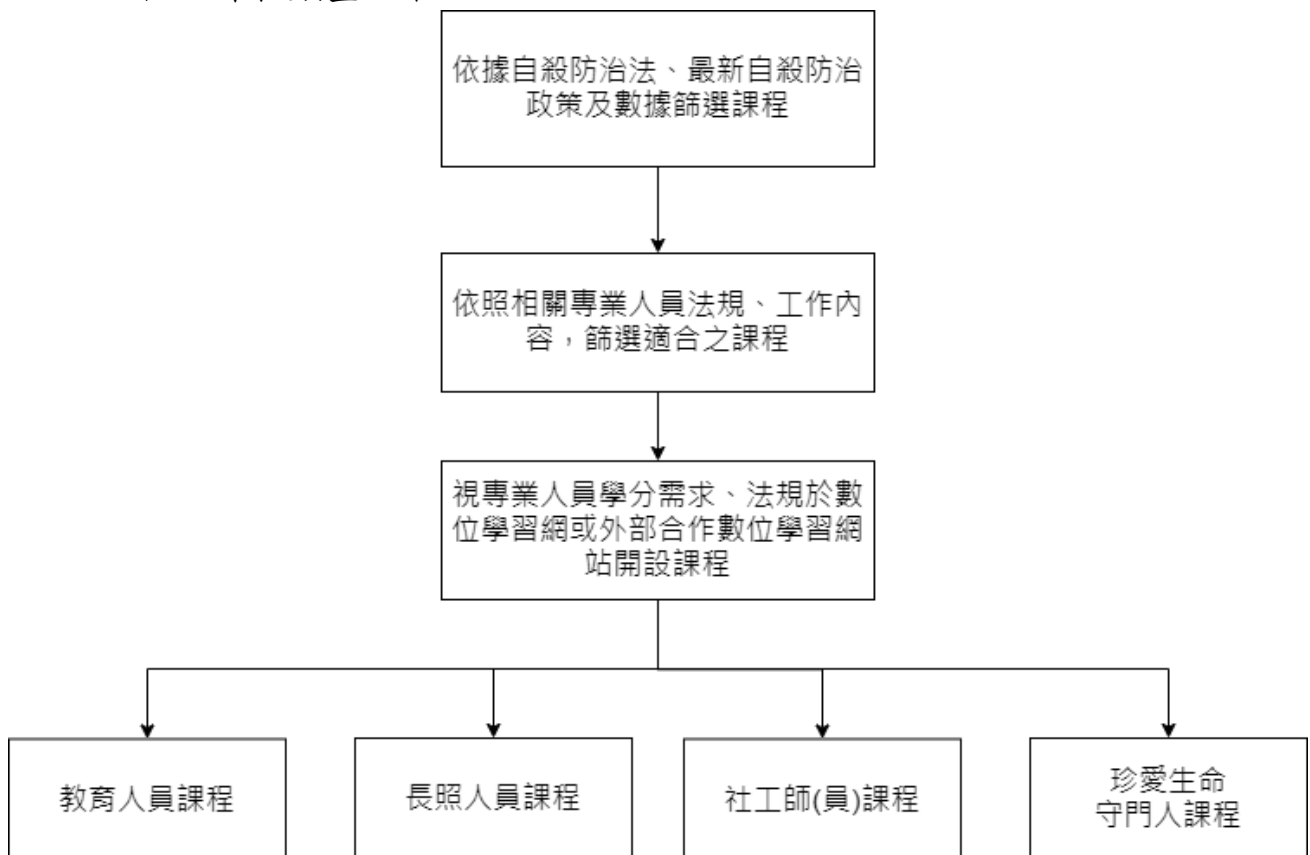 依據自殺防治法、最新自殺防治
政策及數據篩選課程
依照相關專業人員法規、工作內
容，篩選適合之課程
視專業人員學分需求、法規於數
位學習網或外部合作數位學習網
站開設課程
教育人員課程
長照人員課程
社工師(員)課程
珍愛生命
守門人課程